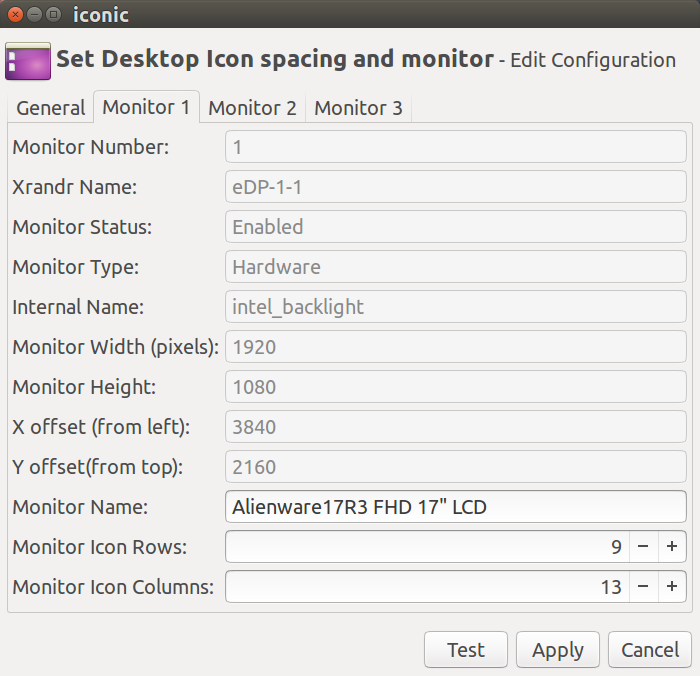 iconic
Set Desktop Icon spacing and monitor - Edit Configuration
General Monitor 1 Monitor 2 Monitor 3
Monitor Number: 1
Xrandr Name: eDP-1-1
Monitor Status: Enabled
Monitor Type: Hardware
Internal Name: intel_backlight
Monitor Width (pixels): 1920
Monitor Height: 1080
X offset (from left): 3840
Y offset(from top): 2160
Monitor Name: Alienware17R3 FHD 17" LCD
Monitor Icon Rows: 9 − +
Monitor Icon Columns: 13 − +
Test Apply Cancel